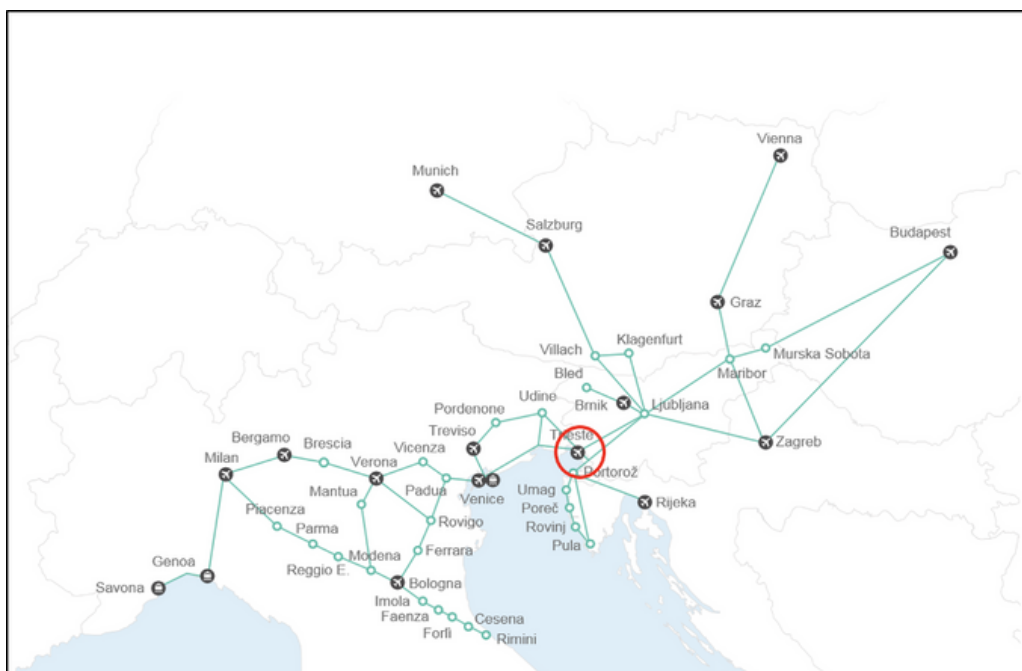 Vienna
Munich
Salzburg
Budapest
Graz
Klagenfurt
Villach
Murska Sobota
Maribor
Bled
Brnik
Ljubljana
Udine
Pordenone
Treviso
Trieste
Zagreb
Bergamo
Brescia
Vicenza
Milan
Verona
Padua
Venice
Portorož
Mantua
Umag
Rijeka
Piacenza
Poreč
Rovigo
Parma
Rovinj
Pula
Modena
Ferrara
Reggio E.
Genoa
Bologna
Savona
Imola
Faenza
Cesena
Forlì
Rimini